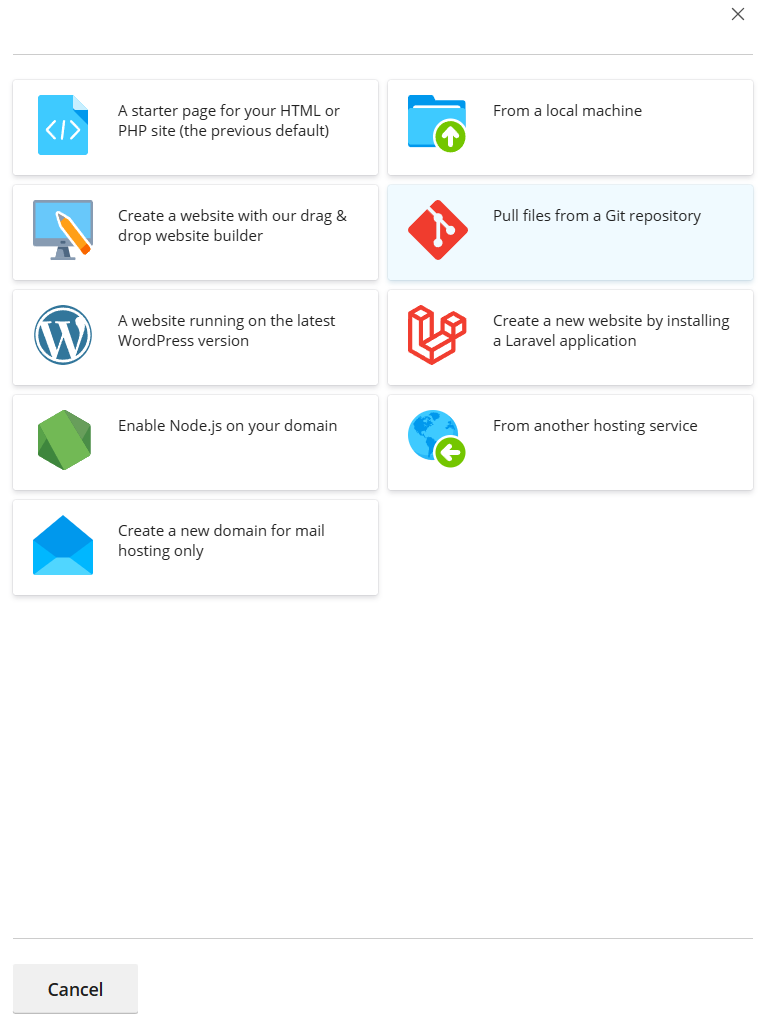 A starter page for your HTML or
PHP site (the previous default)
From a local machine
Create a website with our drag &
drop website builder
Pull files from a Git repository
A website running on the latest
WordPress version
Create a new website by installing
a Laravel application
Enable Node.js on your domain
From another hosting service
Create a new domain for mail
hosting only
Cancel